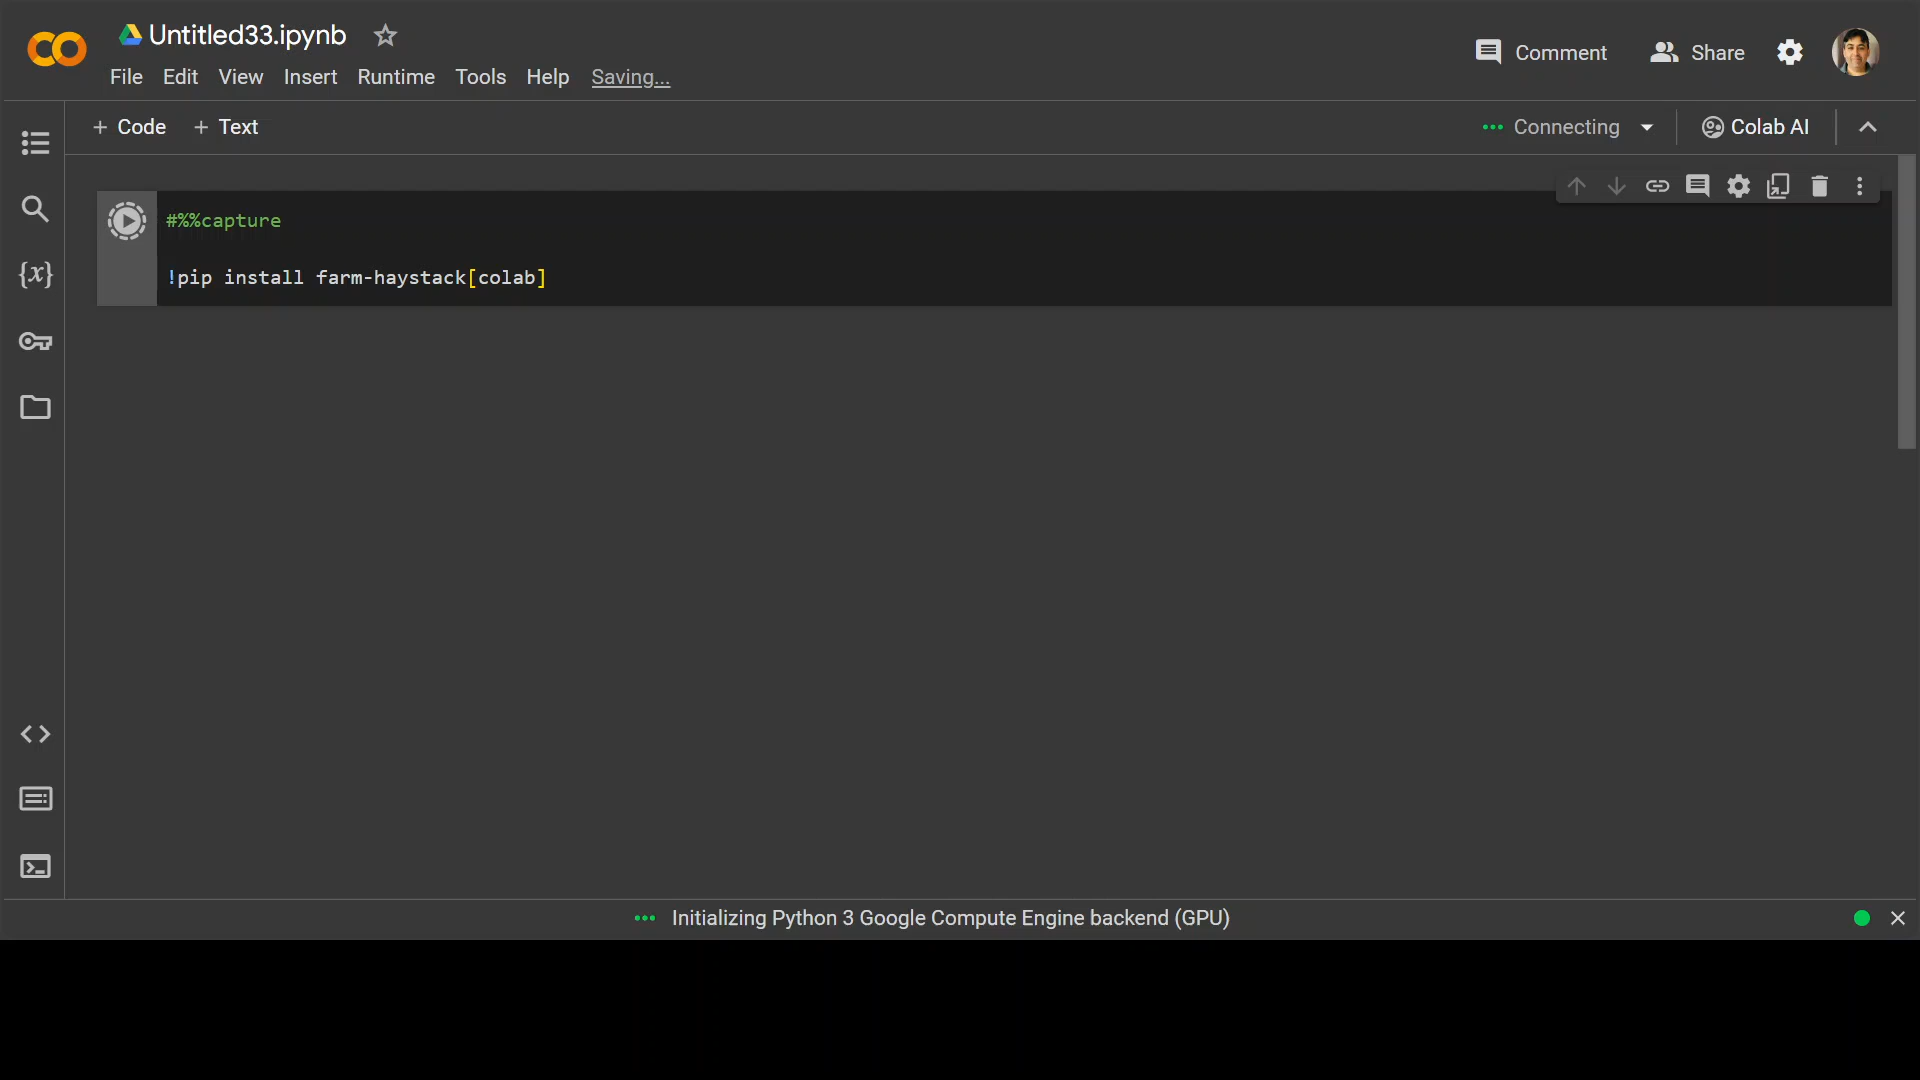 Untitled33.ipynb
File Edit View Insert Runtime Tools Help Saving...
Comment Share
+ Code + Text
Connecting Colab AI
#%%capture
!pip install farm-haystack[colab]
{x}
Initializing Python 3 Google Compute Engine backend (GPU)